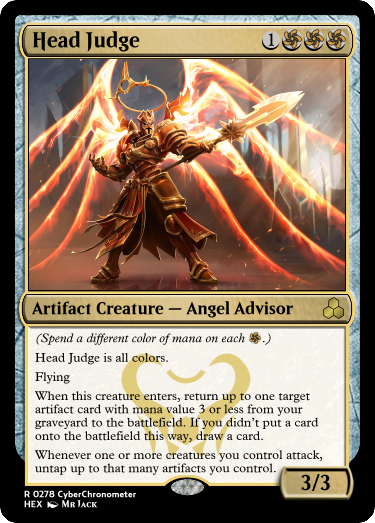 Head Judge 1
Artifact Creature — Angel Advisor
(Spend a different color of mana on each .)
Head Judge is all colors.
Flying
When this creature enters, return up to one target
artifact card with mana value 3 or less from your
graveyard to the battlefield. If you didn't put a card
onto the battlefield this way, draw a card.
Whenever one or more creatures you control attack,
untap up to that many artifacts you control.
3/3
R 0278 CyberChronometer
HEX Mr Jack